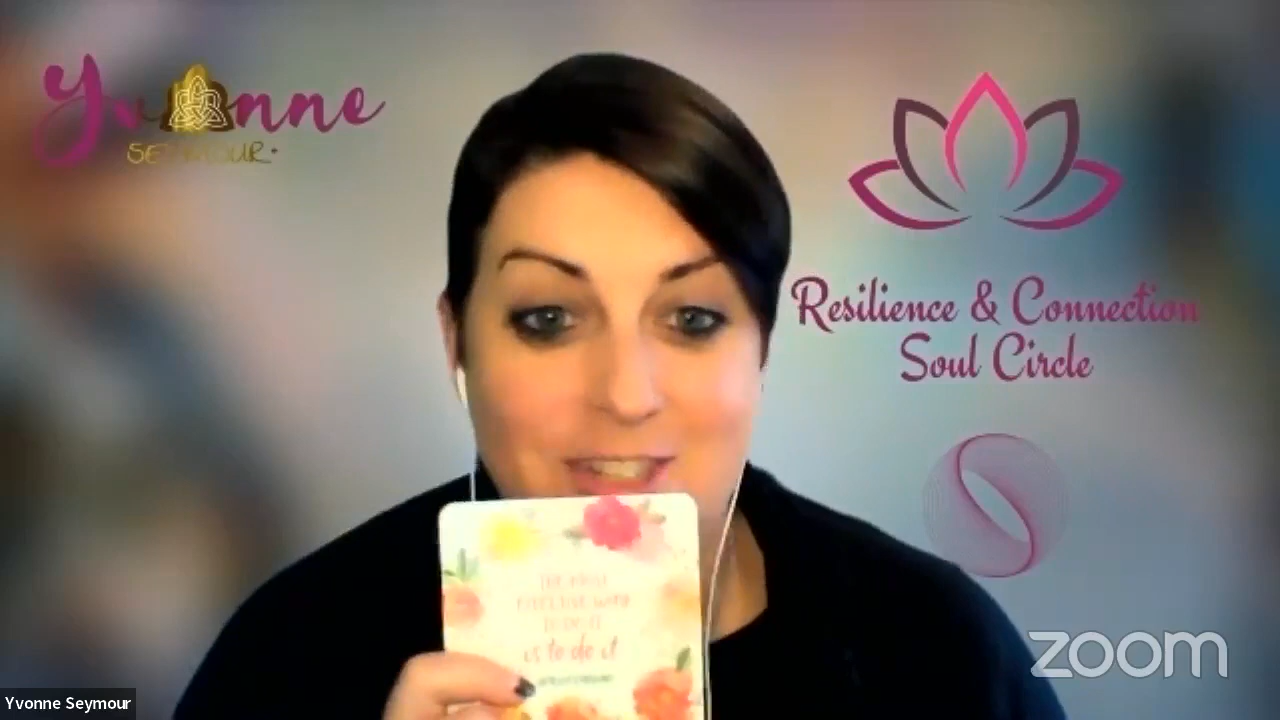 Yvonne
SEYMOUR
Resilience & Connection
Soul Circle
THE MOST
EFFECTIVE WAY
TO DO IT
is to do it
zoom
Yvonne Seymour